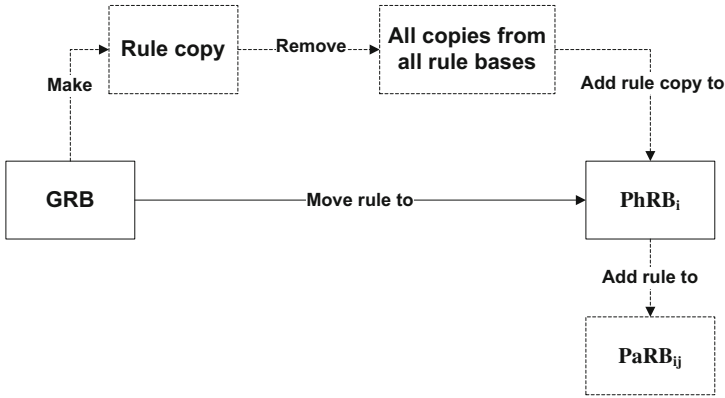 Rule copy
Remove
All copies from
all rule bases
Make
Add rule copy to
GRB
Move rule to
PhRBᵢ
Add rule to
PaRBᵢⱼ